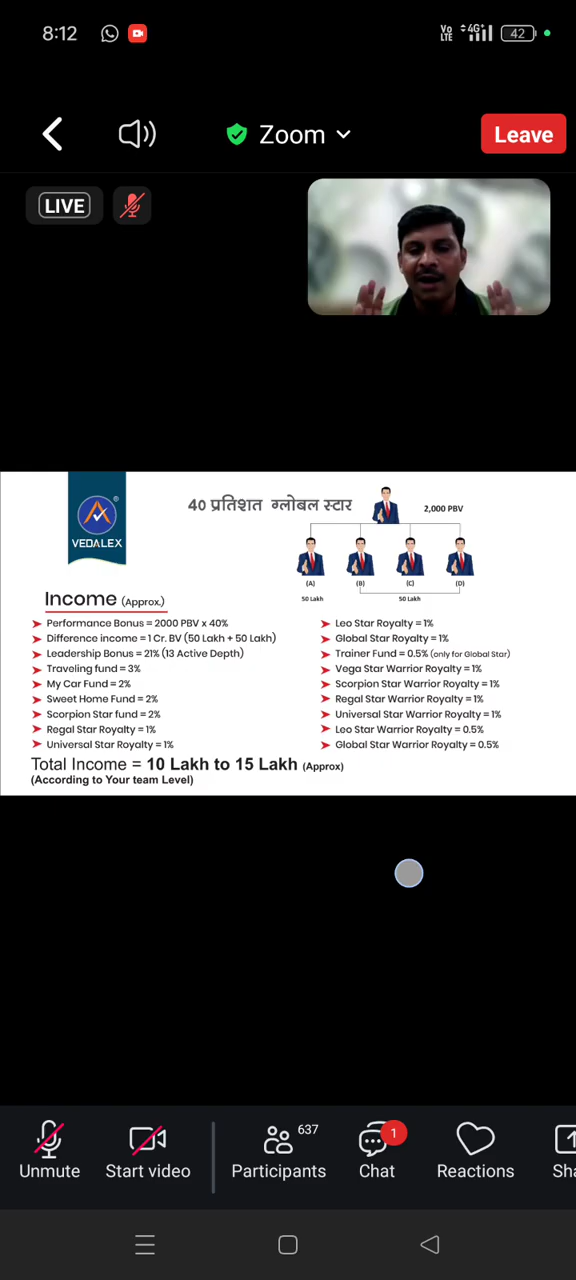 8:12
Vo LTE 4G+ 42
Zoom
Leave
LIVE
VEDALEX
40 प्रतिशत ग्लोबल स्टार
2,000 PBV
(A) (B) (C) (D)
50 Lakh 50 Lakh
Income (Approx.)
Performance Bonus = 2000 PBV x 40%
Difference income = 1 Cr. BV (50 Lakh + 50 Lakh)
Leadership Bonus = 21% (13 Active Depth)
Traveling fund = 3%
My Car Fund = 2%
Sweet Home Fund = 2%
Scorpion Star fund = 2%
Regal Star Royalty = 1%
Universal Star Royalty = 1%
Leo Star Royalty = 1%
Global Star Royalty = 1%
Trainer Fund = 0.5% (only for Global Star)
Vega Star Warrior Royalty = 1%
Scorpion Star Warrior Royalty = 1%
Regal Star Warrior Royalty = 1%
Universal Star Warrior Royalty = 1%
Leo Star Warrior Royalty = 0.5%
Global Star Warrior Royalty = 0.5%
Total Income = 10 Lakh to 15 Lakh (Approx)
(According to Your team Level)
637
1
Unmute
Start video
Participants
Chat
Reactions
Sha